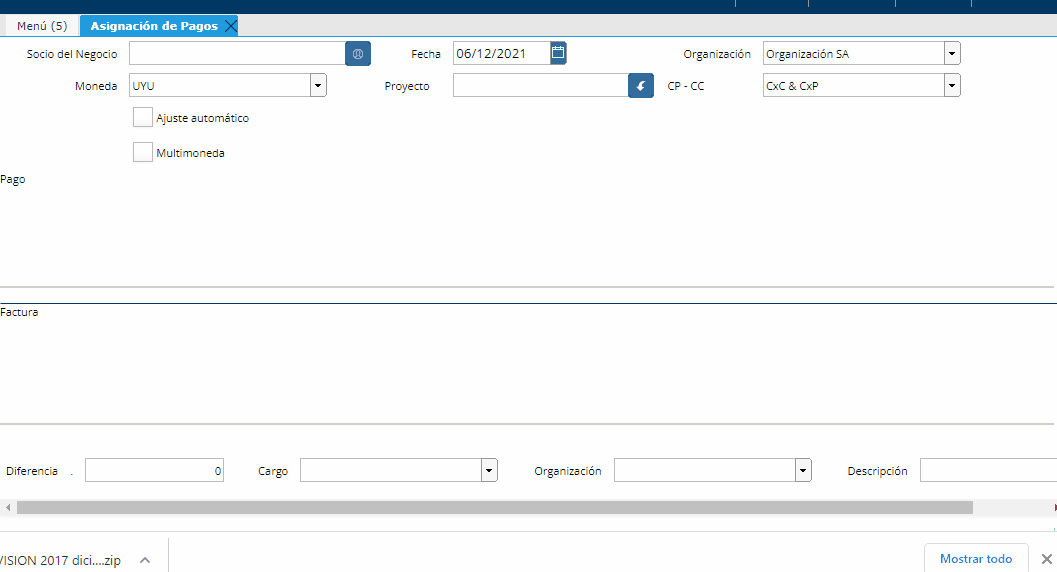 Menú (5) Asignación de Pagos
Socio del Negocio Fecha 06/12/2021 Organización Organización SA
Moneda UYU Proyecto CP - CC CxC & CxP
Ajuste automático
Multimoneda
Pago
Factura
Diferencia . 0 Cargo Organización Descripción
VISION 2017 dici....zip Mostrar todo